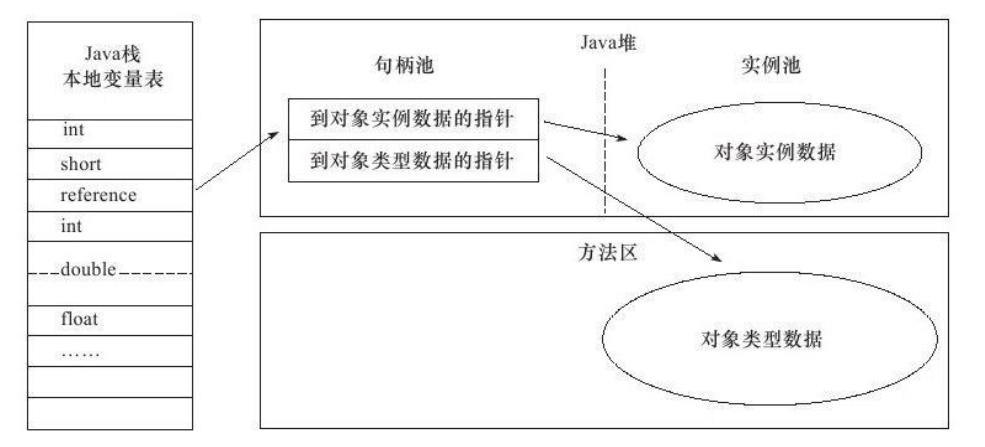 Java栈
本地变量表
int
short
reference
int
double
float
……
Java堆
句柄池
实例池
到对象实例数据的指针
到对象类型数据的指针
对象实例数据
方法区
对象类型数据